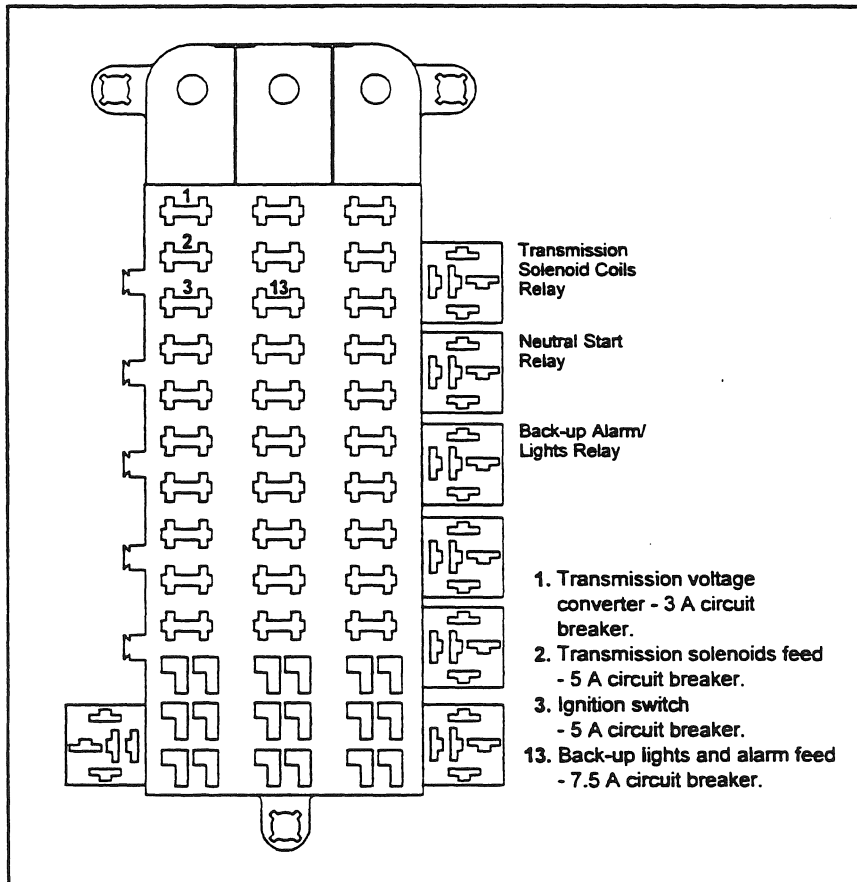 1
2
3
13
Transmission
Solenoid Coils
Relay
Neutral Start
Relay
Back-up Alarm/
Lights Relay
1. Transmission voltage
converter - 3 A circuit
breaker.
2. Transmission solenoids feed
- 5 A circuit breaker.
3. Ignition switch
- 5 A circuit breaker.
13. Back-up lights and alarm feed
- 7.5 A circuit breaker.